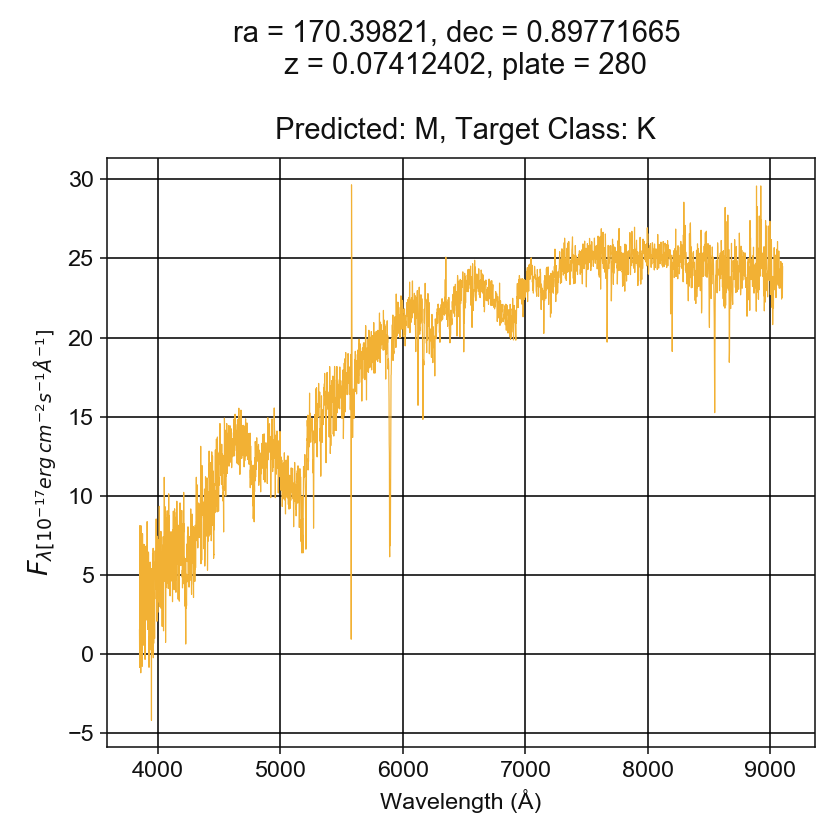 ra = 170.39821, dec = 0.89771665
z = 0.07412402, plate = 280
Predicted: M, Target Class: K
30
25
20
15
10
5
0
−5
F_{λ[10^{−17} erg cm^{−2} s^{−1} Å^{−1}]}
4000 5000 6000 7000 8000 9000
Wavelength (Å)